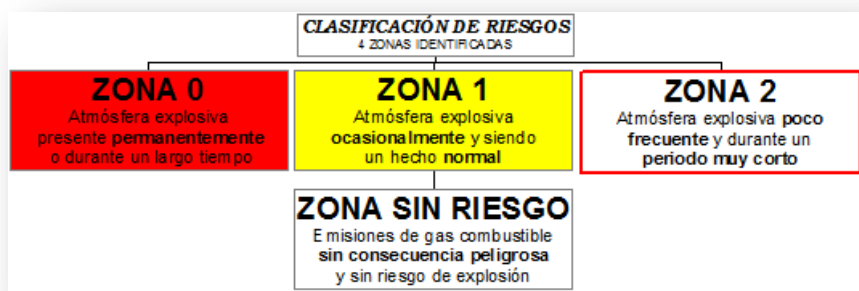 CLASIFICACIÓN DE RIESGOS
4 ZONAS IDENTIFICADAS
ZONA 0
Atmósfera explosiva
presente permanentemente
o durante un largo tiempo
ZONA 1
Atmósfera explosiva
ocasionalmente y siendo
un hecho normal
ZONA 2
Atmósfera explosiva poco
frecuente y durante un
periodo muy corto
ZONA SIN RIESGO
Emisiones de gas combustible
sin consecuencia peligrosa
y sin riesgo de explosión